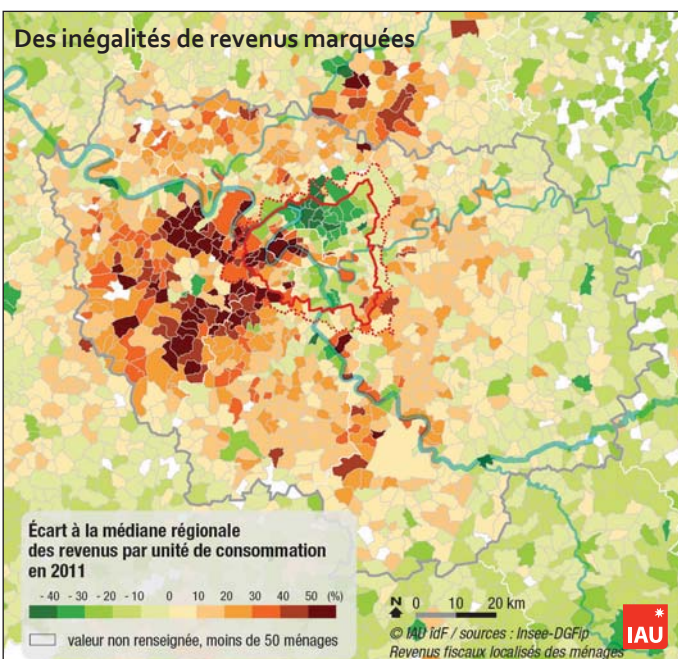 Des inégalités de revenus marquées
Écart à la médiane régionale
des revenus par unité de consommation
en 2011
- 40 - 30 - 20 - 10 0 10 20 30 40 50 (%)
valeur non renseignée, moins de 50 ménages
N 0 10 20 km
© IAU îdF / sources : Insee-DGFip
Revenus fiscaux localisés des ménages
IAU